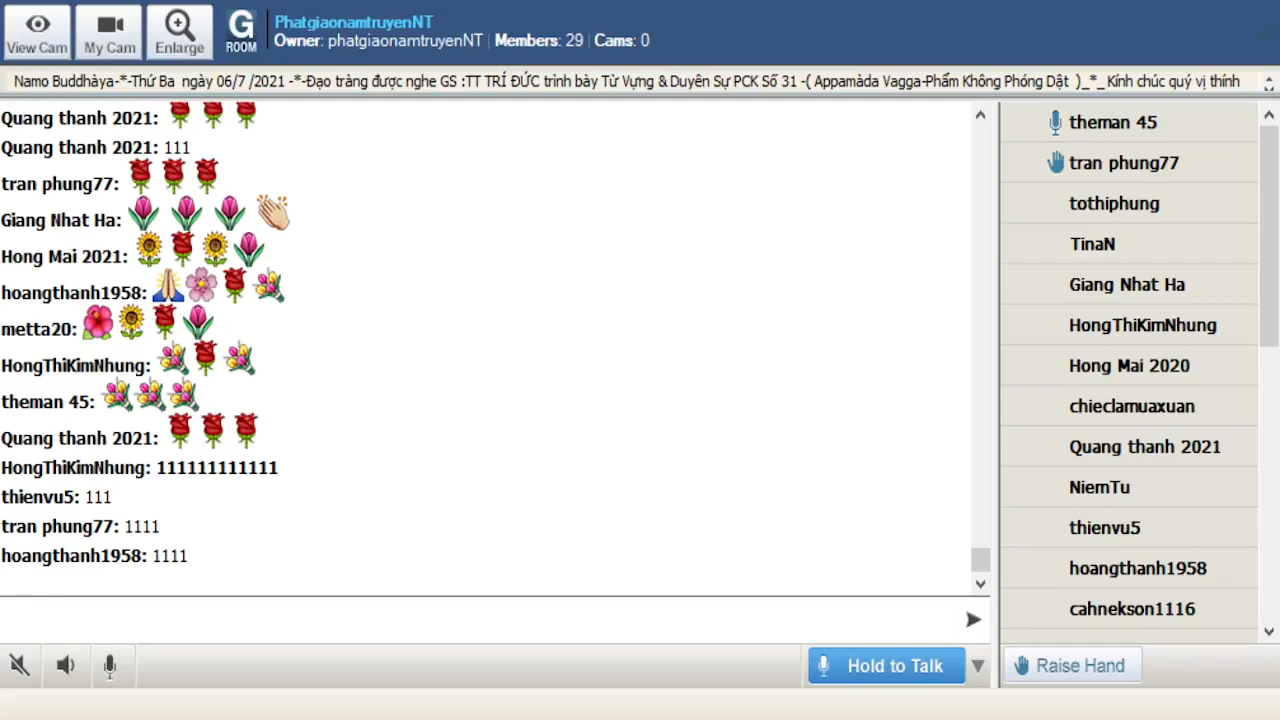 View Cam
My Cam
Enlarge
G
ROOM
PhatgiaonamtruyenNT
Owner: phatgiaonamtruyenNT | Members: 29 | Cams: 0
Namo Buddhàya-*-Thứ Ba ngày 06/7 /2021 -*-Đạo tràng được nghe GS :TT TRÍ ĐỨC trình bày Từ Vựng & Duyên Sự PCK Số 31 -( Appamàda Vagga-Phẩm Không Phóng Dật )_*_ Kính chúc quý vị thính
Quang thanh 2021:
Quang thanh 2021: 111
tran phung77:
Giang Nhat Ha:
Hong Mai 2021:
hoangthanh1958:
metta20:
HongThiKimNhung:
theman 45:
Quang thanh 2021:
HongThiKimNhung: 111111111111
thienvu5: 111
tran phung77: 1111
hoangthanh1958: 1111
theman 45
tran phung77
tothiphung
TinaN
Giang Nhat Ha
HongThiKimNhung
Hong Mai 2020
chieclamuaxuan
Quang thanh 2021
NiemTu
thienvu5
hoangthanh1958
cahnekson1116
Hold to Talk
Raise Hand